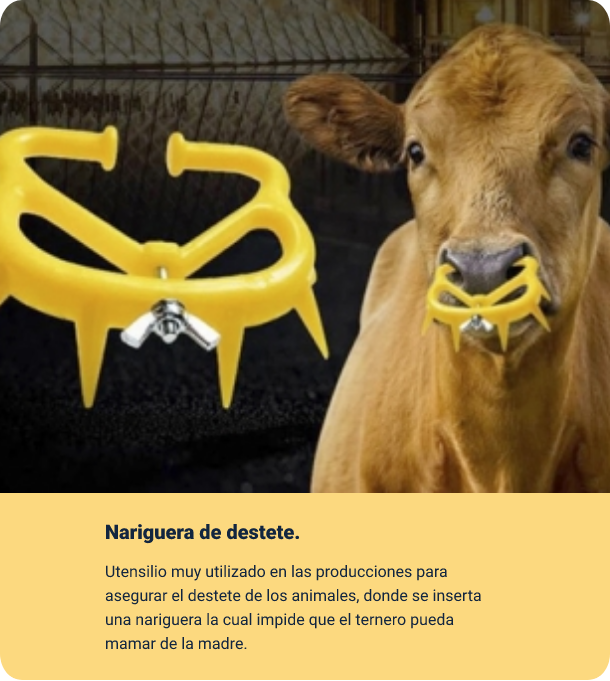 Nariguera de destete.
Utensilio muy utilizado en las producciones para
asegurar el destete de los animales, donde se inserta
una nariguera la cual impide que el ternero pueda
mamar de la madre.